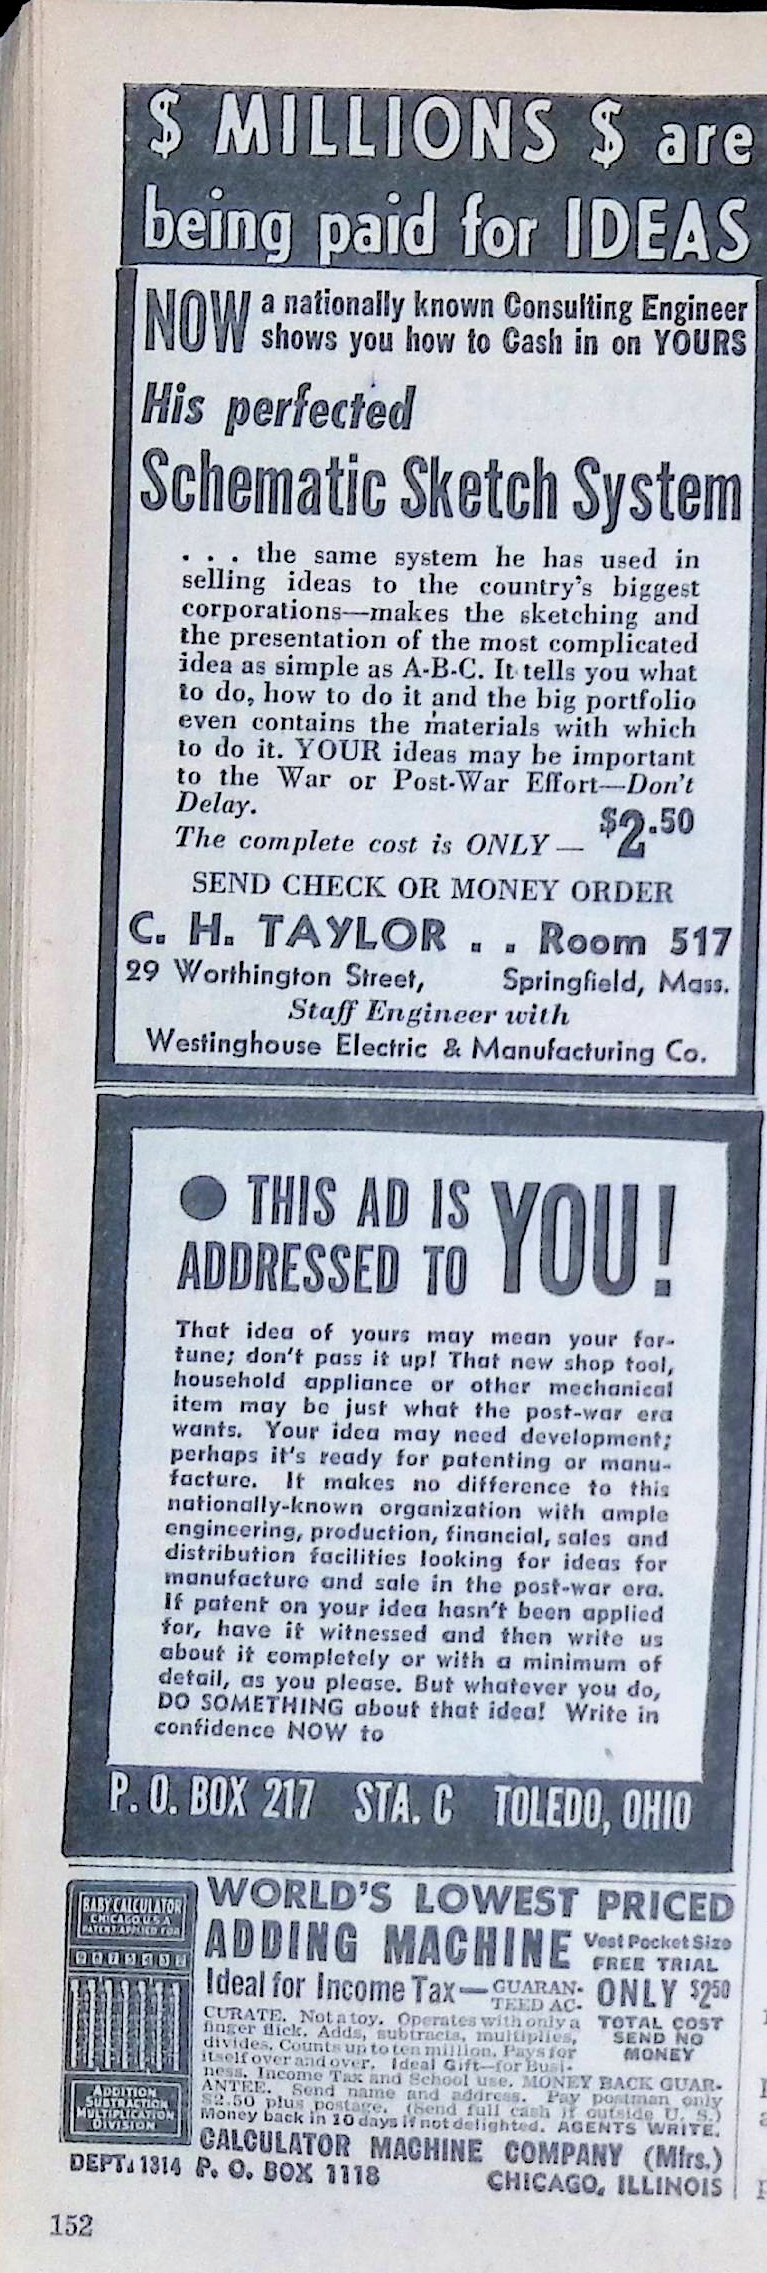 $ MILLIONS $ are
being paid for IDEAS
NOW a nationally known Consulting Engineer
shows you how to Cash in on YOURS
His perfected
Schematic Sketch System
. . . the same system he has used in
selling ideas to the country's biggest
corporations—makes the sketching and
the presentation of the most complicated
idea as simple as A-B-C. It tells you what
to do, how to do it and the big portfolio
even contains the materials with which
to do it. YOUR ideas may be important
to the War or Post-War Effort—Don't
Delay.
The complete cost is ONLY — $2.50
SEND CHECK OR MONEY ORDER
C. H. TAYLOR . . Room 517
29 Worthington Street, Springfield, Mass.
Staff Engineer with
Westinghouse Electric & Manufacturing Co.
● THIS AD IS
ADDRESSED TO YOU!
That idea of yours may mean your for-
tune; don't pass it up! That new shop tool,
household appliance or other mechanical
item may be just what the post-war era
wants. Your idea may need development;
perhaps it's ready for patenting or manu-
facture. It makes no difference to this
nationally-known organization with ample
engineering, production, financial, sales and
distribution facilities looking for ideas for
manufacture and sale in the post-war era.
If patent on your idea hasn't been applied
for, have it witnessed and then write us
about it completely or with a minimum of
detail, as you please. But whatever you do,
DO SOMETHING about that idea! Write in
confidence NOW to
P. O. BOX 217 STA. C TOLEDO, OHIO
BABY CALCULATOR
CHICAGO, U.S.A.
PATENT APPLIED FOR
ADDITION
SUBTRACTION
MULTIPLICATION
DIVISION
WORLD'S LOWEST PRICED
ADDING MACHINE Vest Pocket Size
FREE TRIAL
Ideal for Income Tax—GUARAN-
TEED AC-
ONLY $2.50
TOTAL COST
SEND NO
MONEY
CURATE. Not a toy. Operates with only a
finger flick. Adds, subtracts, multiplies,
divides. Counts up to ten million. Pays for
itself over and over. Ideal Gift—for Busi-
ness, Income Tax and School use. MONEY BACK GUAR-
ANTEE. Send name and address. Pay postman only
$2.50 plus postage. (Send full cash if outside U. S.)
Money back in 10 days if not delighted. AGENTS WRITE.
CALCULATOR MACHINE COMPANY (Mfrs.)
DEPT. 1314 P. O. BOX 1118 CHICAGO, ILLINOIS
152